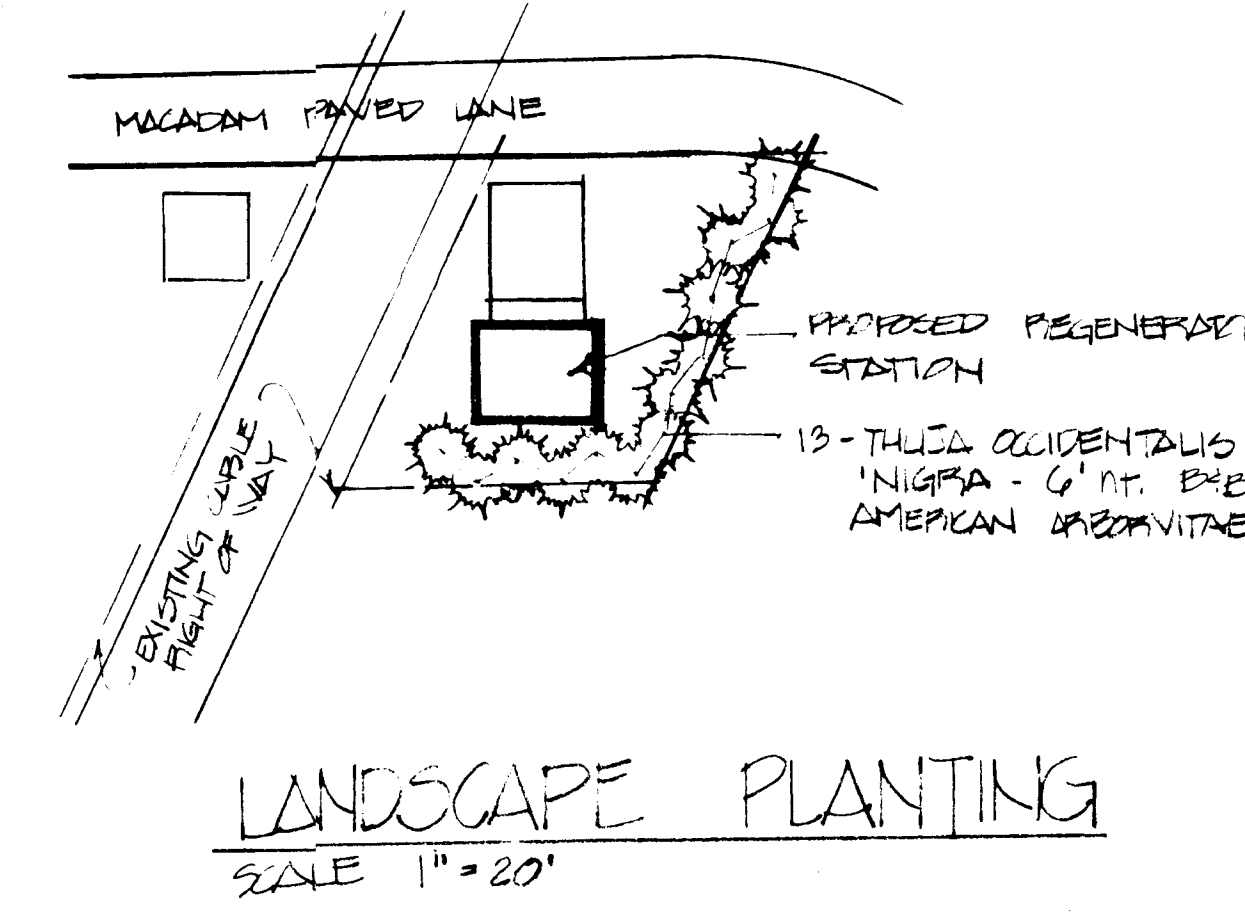 MACADAM PAVED LANE
PROPOSED REGENERATI
STATION
13 - THUJA OCCIDENTALIS
'NIGRA - 6' HT. B&B
AMERICAN ARBORVITAE
EXISTING CABLE
RIGHT OF WAY
LANDSCAPE PLANTING
SCALE 1" = 20'